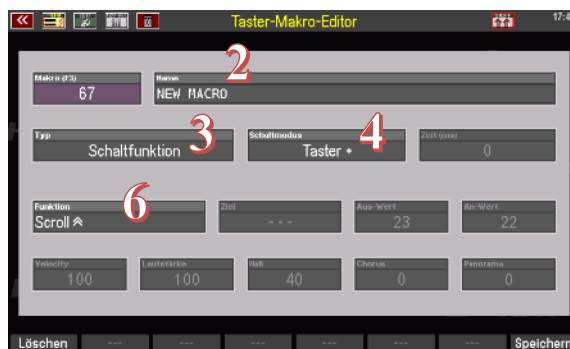 Taster-Makro-Editor
17:4
2
Makro (F3)
Name
67
NEW MACRO
3
4
Typ
Schaltmodus
Zeit (ms)
Schaltfunktion
Taster •
0
6
Funktion
Ziel
Aus-Wert
An-Wert
Scroll
---
23
22
Velocity
Lautstärke
Hall
Chorus
Panorama
100
100
40
0
0
Löschen --- --- --- --- --- --- Speichern